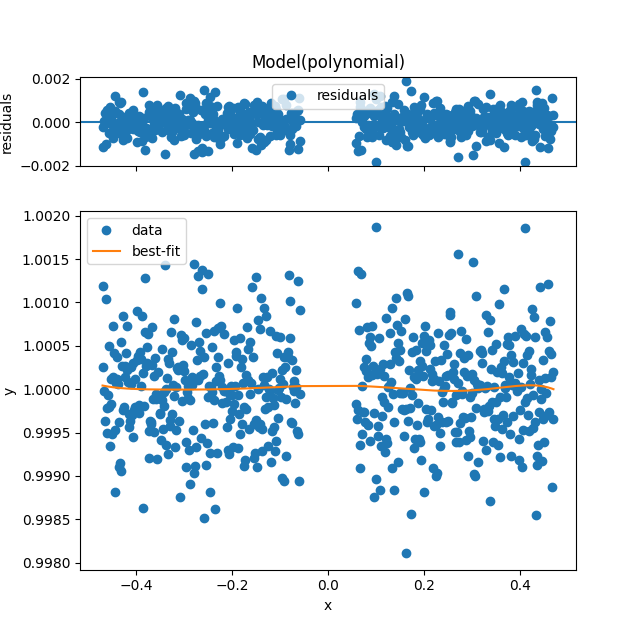 Model(polynomial)
residuals
0.002
0.000
−0.002
residuals
1.0020
1.0015
1.0010
1.0005
1.0000
0.9995
0.9990
0.9985
0.9980
y
data
best-fit
−0.4
−0.2
0.0
0.2
0.4
x